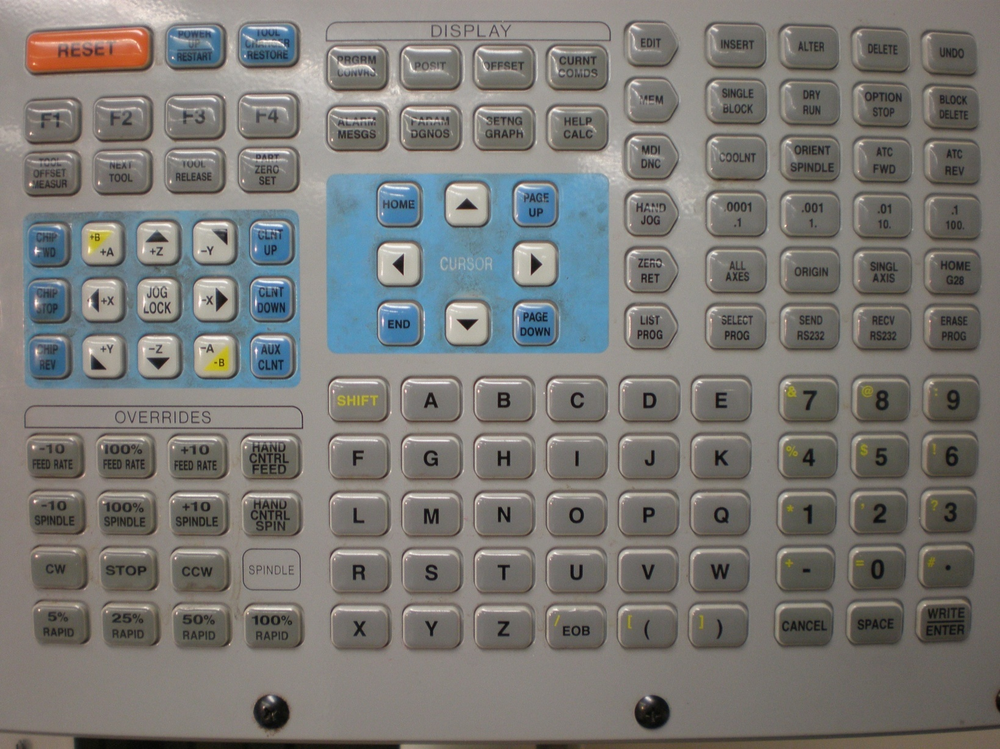 RESET
POWER
UP
RESTART
TOOL
CHANGER
RESTORE
F1 F2 F3 F4
TOOL
OFFSET
MEASUR
NEXT
TOOL
TOOL
RELEASE
PART
ZERO
SET
CHIP
FWD
+B
+A
+Z
-Y
CLNT
UP
CHIP
STOP
+X
JOG
LOCK
-X
CLNT
DOWN
CHIP
REV
+Y
-Z
-A
-B
AUX
CLNT
OVERRIDES
-10
FEED RATE
100%
FEED RATE
+10
FEED RATE
HAND
CNTRL
FEED
-10
SPINDLE
100%
SPINDLE
+10
SPINDLE
HAND
CNTRL
SPIN
CW STOP CCW SPINDLE
5%
RAPID
25%
RAPID
50%
RAPID
100%
RAPID
DISPLAY
PRGRM
CONVRS
POSIT
OFFSET
CURNT
COMDS
ALARM
MESGS
PARAM
DGNOS
SETNG
GRAPH
HELP
CALC
HOME
PAGE
UP
CURSOR
END
PAGE
DOWN
EDIT INSERT ALTER DELETE UNDO
MEM
SINGLE
BLOCK
DRY
RUN
OPTION
STOP
BLOCK
DELETE
MDI
DNC
COOLNT
ORIENT
SPINDLE
ATC
FWD
ATC
REV
HAND
JOG
.0001
.1
.001
1.
.01
10.
.1
100.
ZERO
RET
ALL
AXES
ORIGIN
SINGL
AXIS
HOME
G28
LIST
PROG
SELECT
PROG
SEND
RS232
RECV
RS232
ERASE
PROG
SHIFT A B C D E
F G H I J K
L M N O P Q
R S T U V W
X Y Z / EOB [ ( ] )
& 7 @ 8 : 9
% 4 $ 5 ! 6
* 1 , 2 ? 3
+ - = 0 # .
CANCEL SPACE
WRITE
ENTER